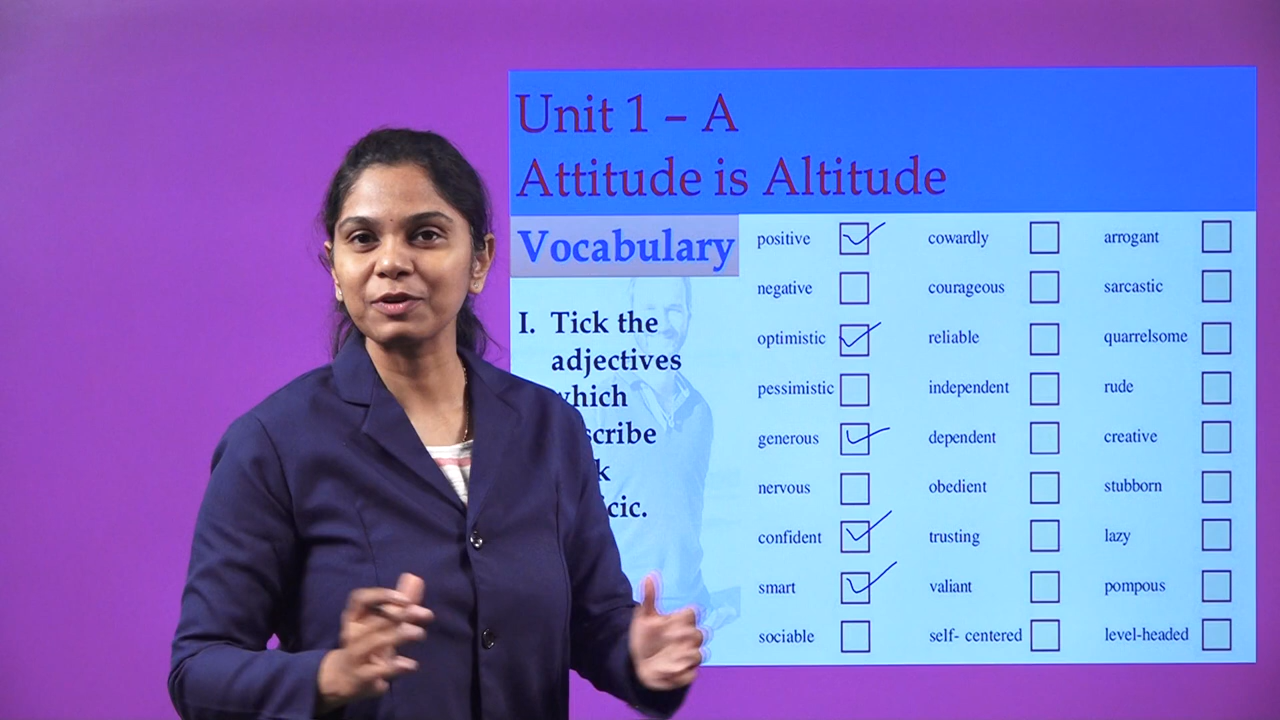 Unit 1 – A
Attitude is Altitude
Vocabulary
I. Tick the
adjectives
which
positive
negative
optimistic
pessimistic
generous
nervous
confident
smart
sociable
cowardly
courageous
reliable
independent
dependent
obedient
trusting
valiant
self- centered
arrogant
sarcastic
quarrelsome
rude
creative
stubborn
lazy
pompous
level-headed